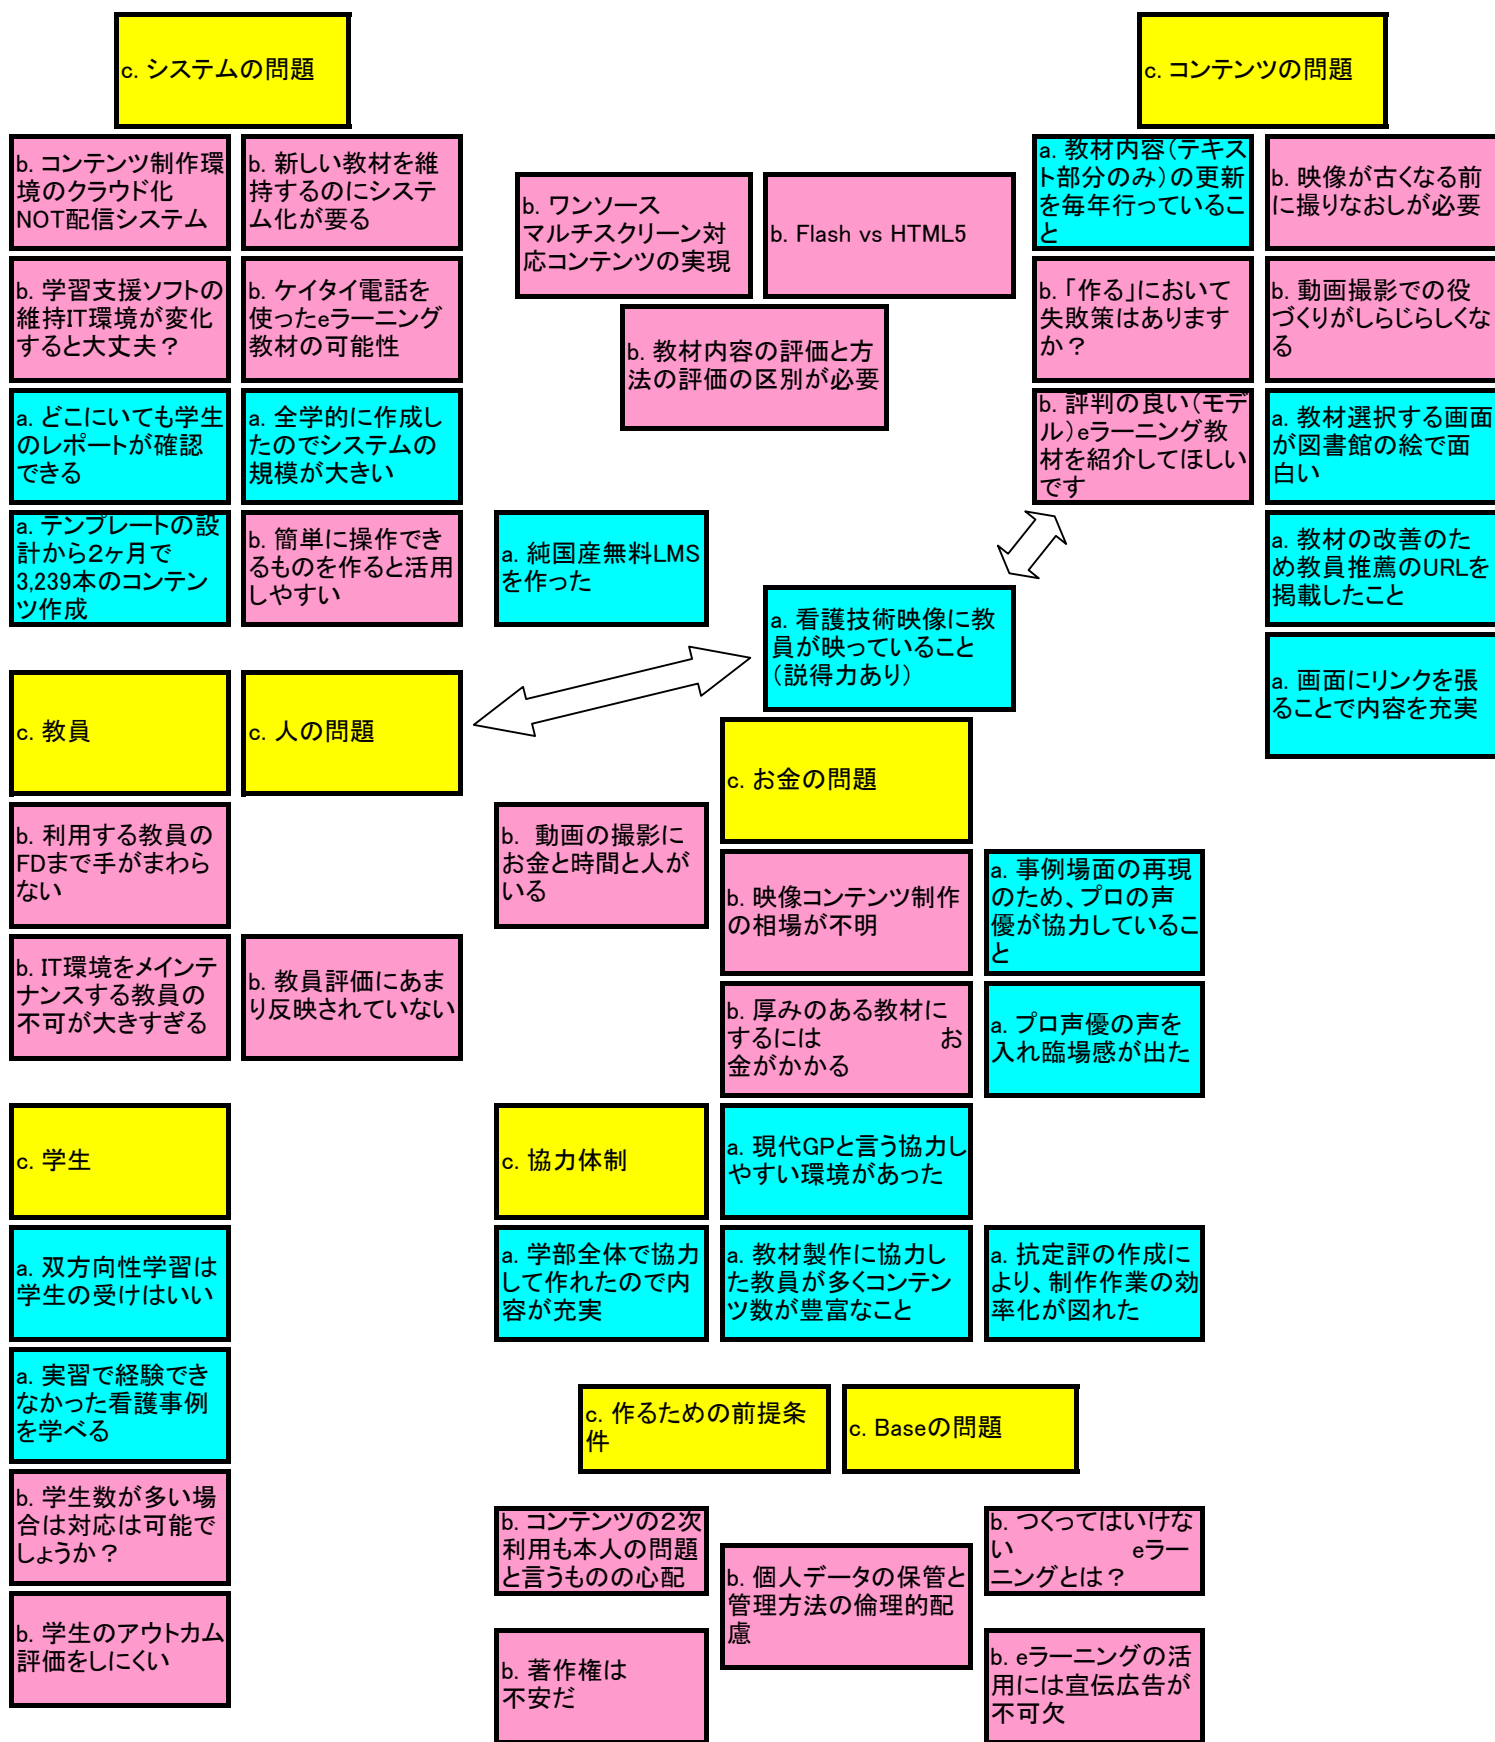 c. システムの問題
c. コンテンツの問題
b. コンテンツ制作環
境のクラウド化
NOT配信システム
b. 新しい教材を維
持するのにシステ
ム化が要る
b. ワンソース
マルチスクリーン対
応コンテンツの実現
b. Flash vs HTML5
a. 教材内容（テキス
ト部分のみ）の更新
を毎年行っているこ
と
b. 映像が古くなる前
に撮りなおしが必要
b. 学習支援ソフトの
維持IT環境が変化
すると大丈夫？
b. ケイタイ電話を
使ったeラーニング
教材の可能性
b. 教材内容の評価と方
法の評価の区別が必要
b. 「作る」において
失敗策はあります
か？
b. 動画撮影での役
づくりがしらじらしくな
る
a. どこにいても学生
のレポートが確認
できる
a. 全学的に作成し
たのでシステムの
規模が大きい
b. 評判の良い（モデ
ル）eラーニング教
材を紹介してほしい
です
a. 教材選択する画面
が図書館の絵で面
白い
a. テンプレートの設
計から２ヶ月で
3,239本のコンテン
ツ作成
b. 簡単に操作でき
るものを作ると活用
しやすい
a. 純国産無料LMS
を作った
a. 教材の改善のた
め教員推薦のURLを
掲載したこと
a. 看護技術映像に教
員が映っていること
（説得力あり）
a. 画面にリンクを張
ることで内容を充実
c. 教員
c. 人の問題
c. お金の問題
b. 利用する教員の
FDまで手がまわら
ない
b. 動画の撮影に
お金と時間と人が
いる
b. 映像コンテンツ制作
の相場が不明
a. 事例場面の再現
のため、プロの声
優が協力しているこ
と
b. IT環境をメインテ
ナンスする教員の
不可が大きすぎる
b. 教員評価にあま
り反映されていない
b. 厚みのある教材に
するには お
金がかかる
a. プロ声優の声を
入れ臨場感が出た
c. 学生
c. 協力体制
a. 現代GPと言う協力し
やすい環境があった
a. 双方向性学習は
学生の受けはいい
a. 学部全体で協力
して作れたので内
容が充実
a. 教材製作に協力し
た教員が多くコンテン
ツ数が豊富なこと
a. 抗定評の作成に
より、制作作業の効
率化が図れた
a. 実習で経験でき
なかった看護事例
を学べる
c. 作るための前提条
件
c. Baseの問題
b. 学生数が多い場
合は対応は可能で
しょうか？
b. コンテンツの２次
利用も本人の問題
と言うものの心配
b. 個人データの保管と
管理方法の倫理的配
慮
b. つくってはいけな
い eラー
ニングとは？
b. 学生のアウトカム
評価をしにくい
b. 著作権は
不安だ
b. eラーニングの活
用には宣伝広告が
不可欠